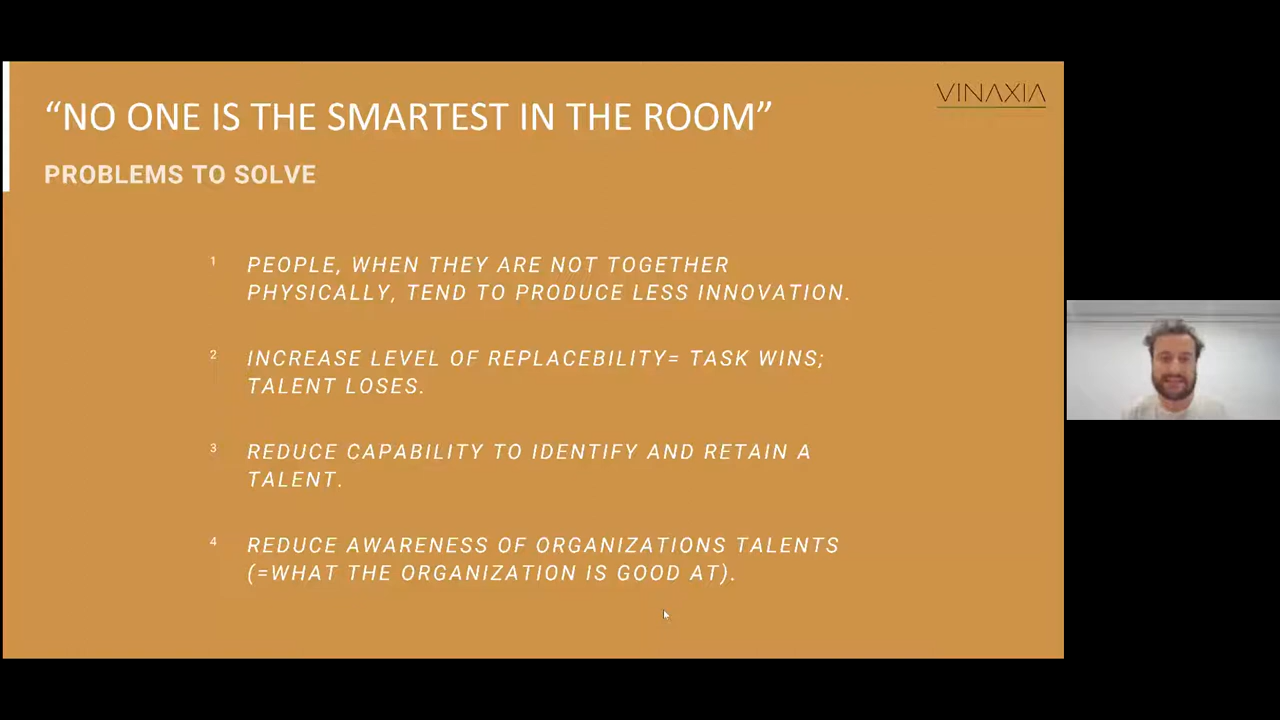 “NO ONE IS THE SMARTEST IN THE ROOM”
VINAXIA
PROBLEMS TO SOLVE
1 PEOPLE, WHEN THEY ARE NOT TOGETHER
PHYSICALLY, TEND TO PRODUCE LESS INNOVATION.
2 INCREASE LEVEL OF REPLACEBILITY= TASK WINS;
TALENT LOSES.
3 REDUCE CAPABILITY TO IDENTIFY AND RETAIN A
TALENT.
4 REDUCE AWARENESS OF ORGANIZATIONS TALENTS
(=WHAT THE ORGANIZATION IS GOOD AT).